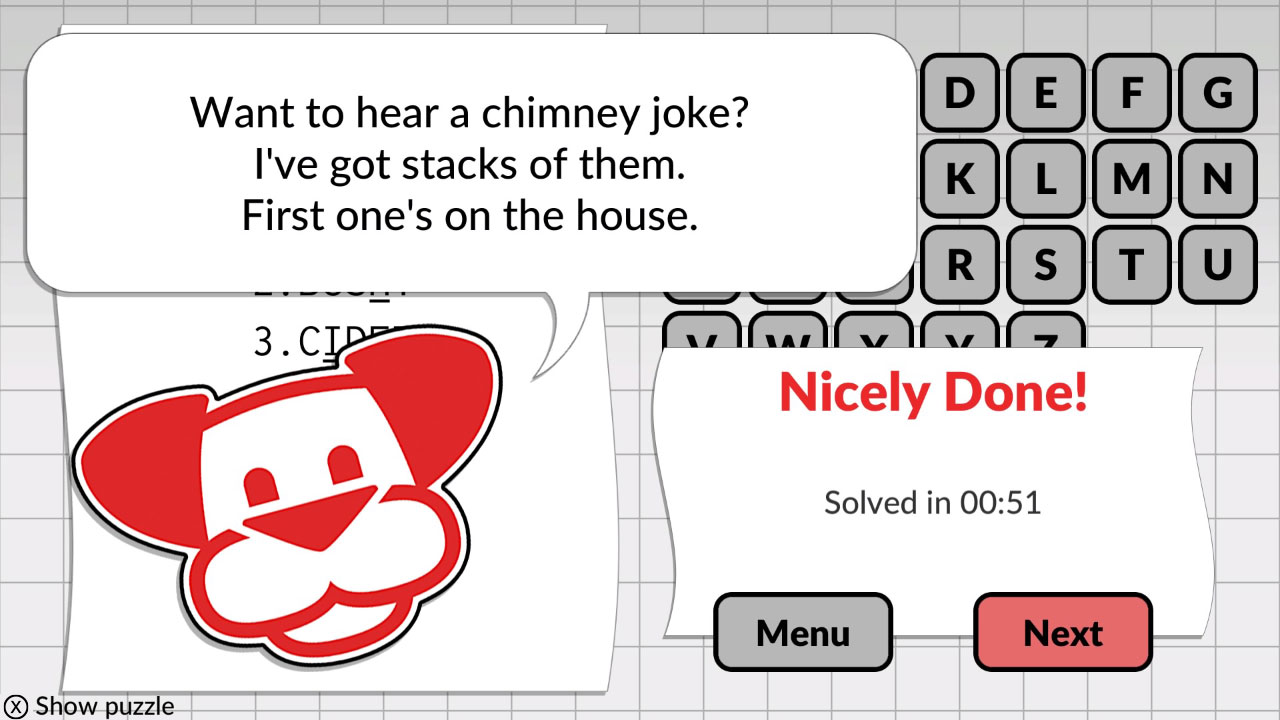 Want to hear a chimney joke?
I've got stacks of them.
First one's on the house.
D E F G
K L M N
R S T U
V W X Y Z
Nicely Done!
Solved in 00:51
Menu
Next
X Show puzzle